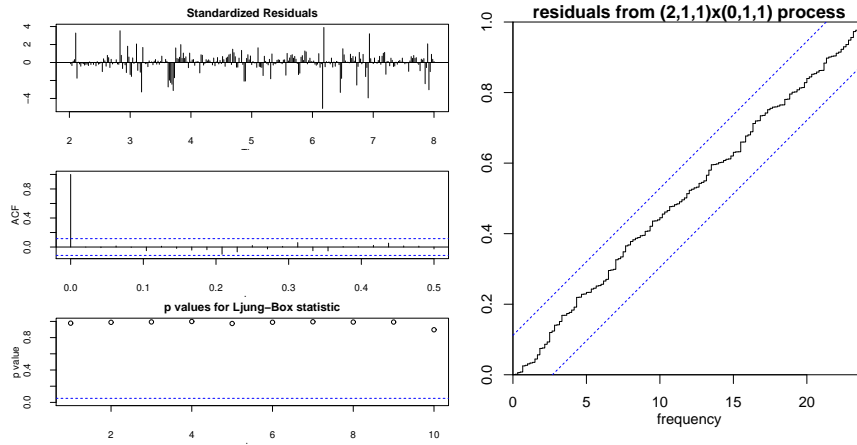 Standardized Residuals
4
2
0
−4
2 3 4 5 6 7 8
ACF
0.8
0.4
0.0
0.0 0.1 0.2 0.3 0.4 0.5
p values for Ljung−Box statistic
p value
0.8
0.4
0.0
2 4 6 8 10
residuals from (2,1,1)x(0,1,1) process
1.0
0.8
0.6
0.4
0.2
0.0
0 5 10 15 20
frequency